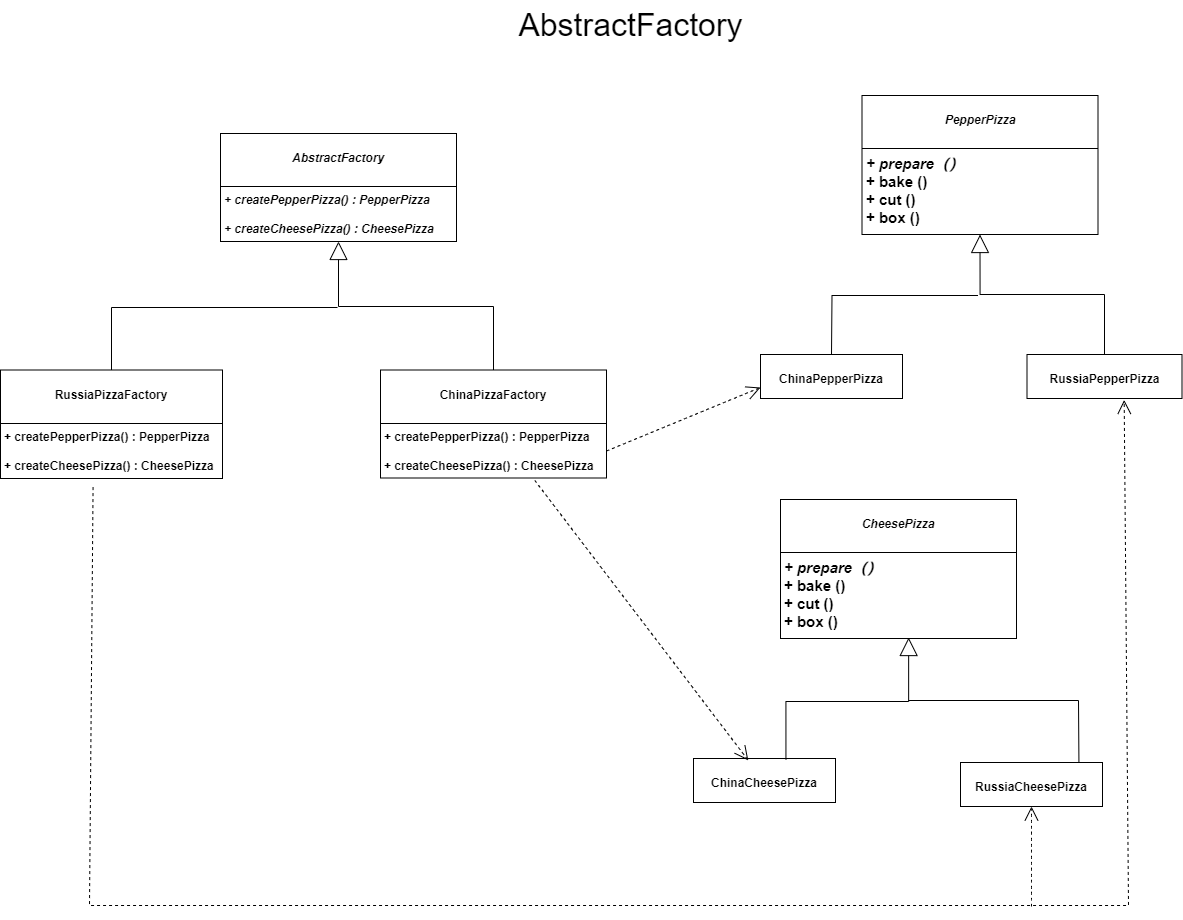 AbstractFactory
PepperPizza
+ prepare ()
+ bake ()
+ cut ()
+ box ()
AbstractFactory
+ createPepperPizza() : PepperPizza
+ createCheesePizza() : CheesePizza
ChinaPepperPizza
RussiaPepperPizza
RussiaPizzaFactory
+ createPepperPizza() : PepperPizza
+ createCheesePizza() : CheesePizza
ChinaPizzaFactory
+ createPepperPizza() : PepperPizza
+ createCheesePizza() : CheesePizza
CheesePizza
+ prepare ()
+ bake ()
+ cut ()
+ box ()
ChinaCheesePizza
RussiaCheesePizza